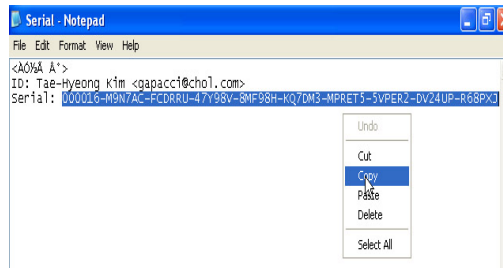 Serial - Notepad
File Edit Format View Help
<ÀÓ½Ã Å°>
ID: Tae-Hyeong Kim <gapacci@chol.com>
Serial: 000016-M9N7AC-FCDRRU-47Y98V-8MF98H-KQ7DM3-MPRET5-5VPER2-DV24UP-R68PXJ
Undo
Cut
Copy
Paste
Delete
Select All